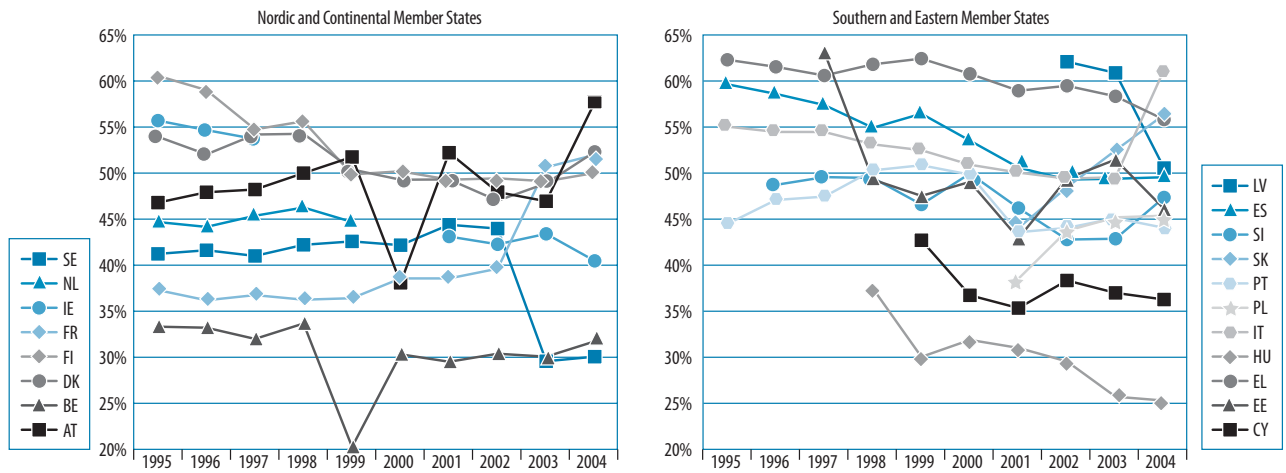 Nordic and Continental Member States
65%
60%
55%
50%
45%
40%
35%
30%
25%
20%
1995 1996 1997 1998 1999 2000 2001 2002 2003 2004
SE
NL
IE
FR
FI
DK
BE
AT
Southern and Eastern Member States
65%
60%
55%
50%
45%
40%
35%
30%
25%
20%
1995 1996 1997 1998 1999 2000 2001 2002 2003 2004
LV
ES
SI
SK
PT
PL
IT
HU
EL
EE
CY